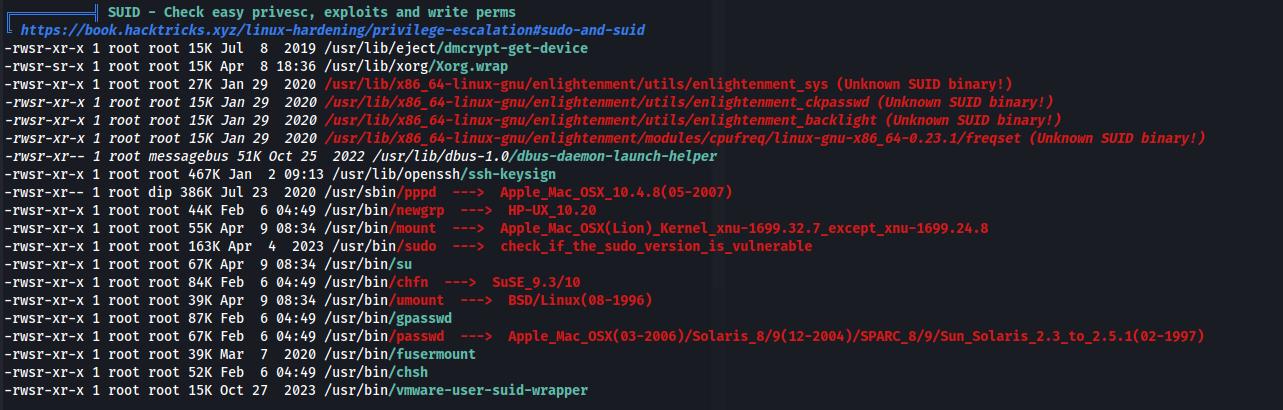 ╔══════════╣ SUID - Check easy privesc, exploits and write perms
╚ https://book.hacktricks.xyz/linux-hardening/privilege-escalation#sudo-and-suid
-rwsr-xr-x 1 root root 15K Jul  8  2019 /usr/lib/eject/dmcrypt-get-device
-rwsr-sr-x 1 root root 15K Apr  8 18:36 /usr/lib/xorg/Xorg.wrap
-rwsr-xr-x 1 root root 27K Jan 29  2020 /usr/lib/x86_64-linux-gnu/enlightenment/utils/enlightenment_sys (Unknown SUID binary!)
-rwsr-xr-x 1 root root 15K Jan 29  2020 /usr/lib/x86_64-linux-gnu/enlightenment/utils/enlightenment_ckpasswd (Unknown SUID binary!)
-rwsr-xr-x 1 root root 15K Jan 29  2020 /usr/lib/x86_64-linux-gnu/enlightenment/utils/enlightenment_backlight (Unknown SUID binary!)
-rwsr-xr-x 1 root root 15K Jan 29  2020 /usr/lib/x86_64-linux-gnu/enlightenment/modules/cpufreq/linux-gnu-x86_64-0.23.1/freqset (Unknown SUID binary!)
-rwsr-xr-- 1 root messagebus 51K Oct 25  2022 /usr/lib/dbus-1.0/dbus-daemon-launch-helper
-rwsr-xr-x 1 root root 467K Jan  2 09:13 /usr/lib/openssh/ssh-keysign
-rwsr-xr-- 1 root dip 386K Jul 23  2020 /usr/sbin/pppd  --->  Apple_Mac_OSX_10.4.8(05-2007)
-rwsr-xr-x 1 root root 44K Feb  6 04:49 /usr/bin/newgrp  --->  HP-UX_10.20
-rwsr-xr-x 1 root root 55K Apr  9 08:34 /usr/bin/mount  --->  Apple_Mac_OSX(Lion)_Kernel_xnu-1699.32.7_except_xnu-1699.24.8
-rwsr-xr-x 1 root root 163K Apr  4  2023 /usr/bin/sudo  --->  check_if_the_sudo_version_is_vulnerable
-rwsr-xr-x 1 root root 67K Apr  9 08:34 /usr/bin/su
-rwsr-xr-x 1 root root 84K Feb  6 04:49 /usr/bin/chfn  --->  SuSE_9.3/10
-rwsr-xr-x 1 root root 39K Apr  9 08:34 /usr/bin/umount  --->  BSD/Linux(08-1996)
-rwsr-xr-x 1 root root 87K Feb  6 04:49 /usr/bin/gpasswd
-rwsr-xr-x 1 root root 67K Feb  6 04:49 /usr/bin/passwd  --->  Apple_Mac_OSX(03-2006)/Solaris_8/9(12-2004)/SPARC_8/9/Sun_Solaris_2.3_to_2.5.1(02-1997)
-rwsr-xr-x 1 root root 39K Mar  7  2020 /usr/bin/fusermount
-rwsr-xr-x 1 root root 52K Feb  6 04:49 /usr/bin/chsh
-rwsr-xr-x 1 root root 15K Oct 27  2023 /usr/bin/vmware-user-suid-wrapper